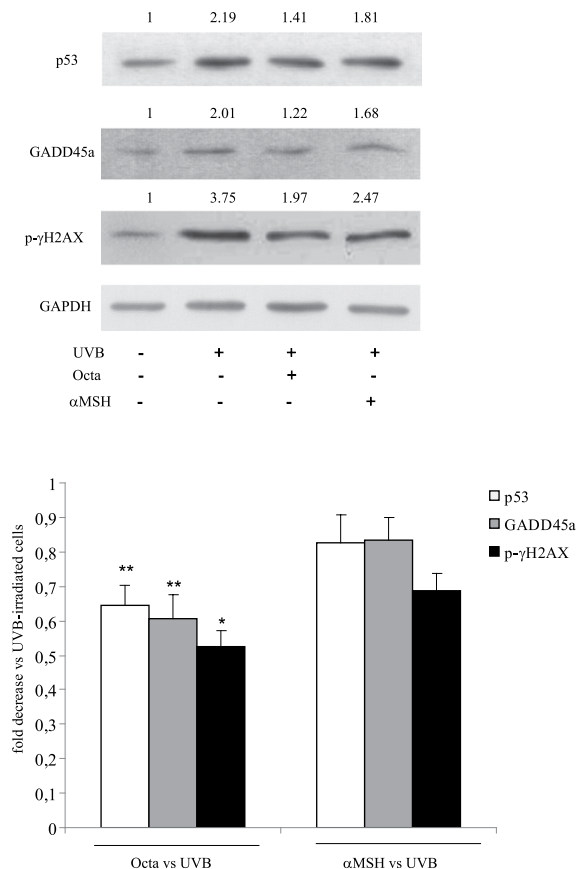 1 2.19 1.41 1.81
p53
1 2.01 1.22 1.68
GADD45a
1 3.75 1.97 2.47
p-γH2AX
GAPDH
UVB - + + +
Octa - - + -
αMSH - - - +
fold decrease vs UVB-irradiated cells
1
0,9
0,8
0,7
0,6
0,5
0,4
0,3
0,2
0,1
0
** ** *
p53
GADD45a
p-γH2AX
Octa vs UVB
αMSH vs UVB